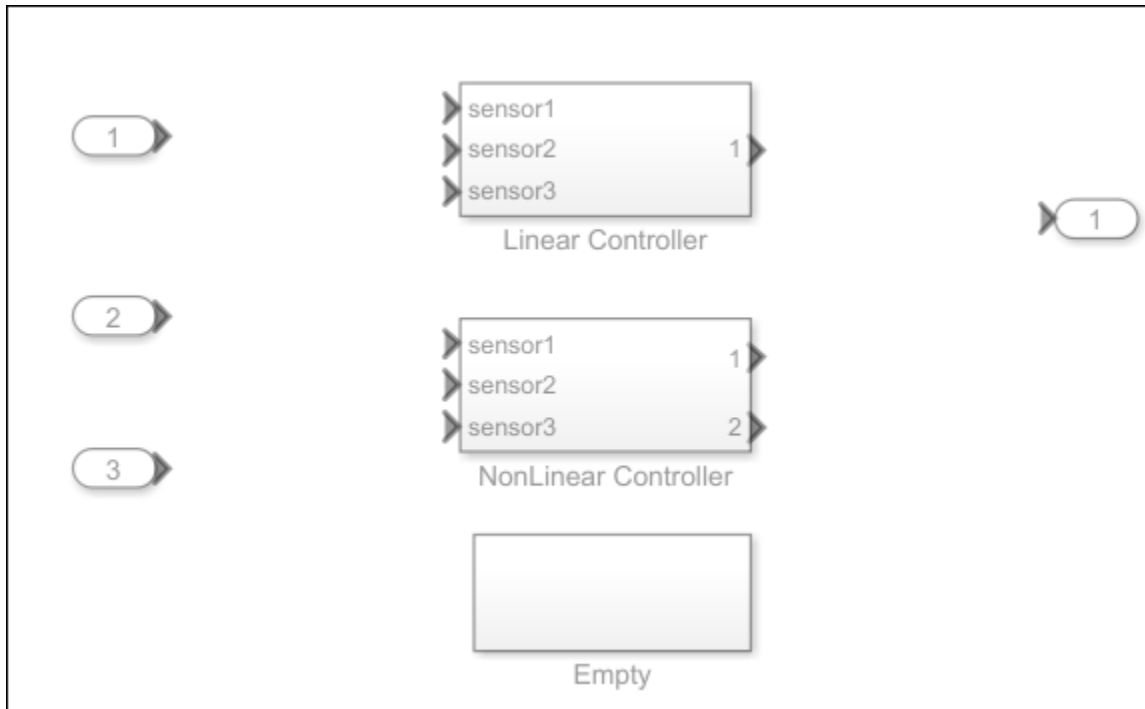 1
sensor1
sensor2 1
sensor3
Linear Controller
1
2
sensor1 1
sensor2
sensor3 2
NonLinear Controller
3
Empty